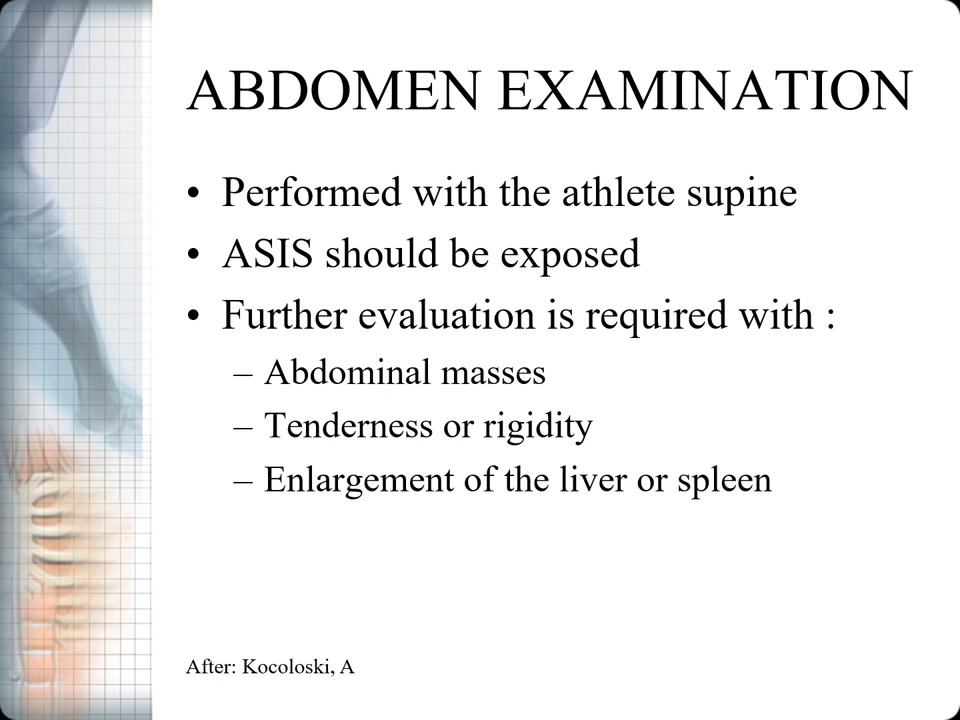 ABDOMEN EXAMINATION
• Performed with the athlete supine
• ASIS should be exposed
• Further evaluation is required with :
– Abdominal masses
– Tenderness or rigidity
– Enlargement of the liver or spleen
After: Kocoloski, A